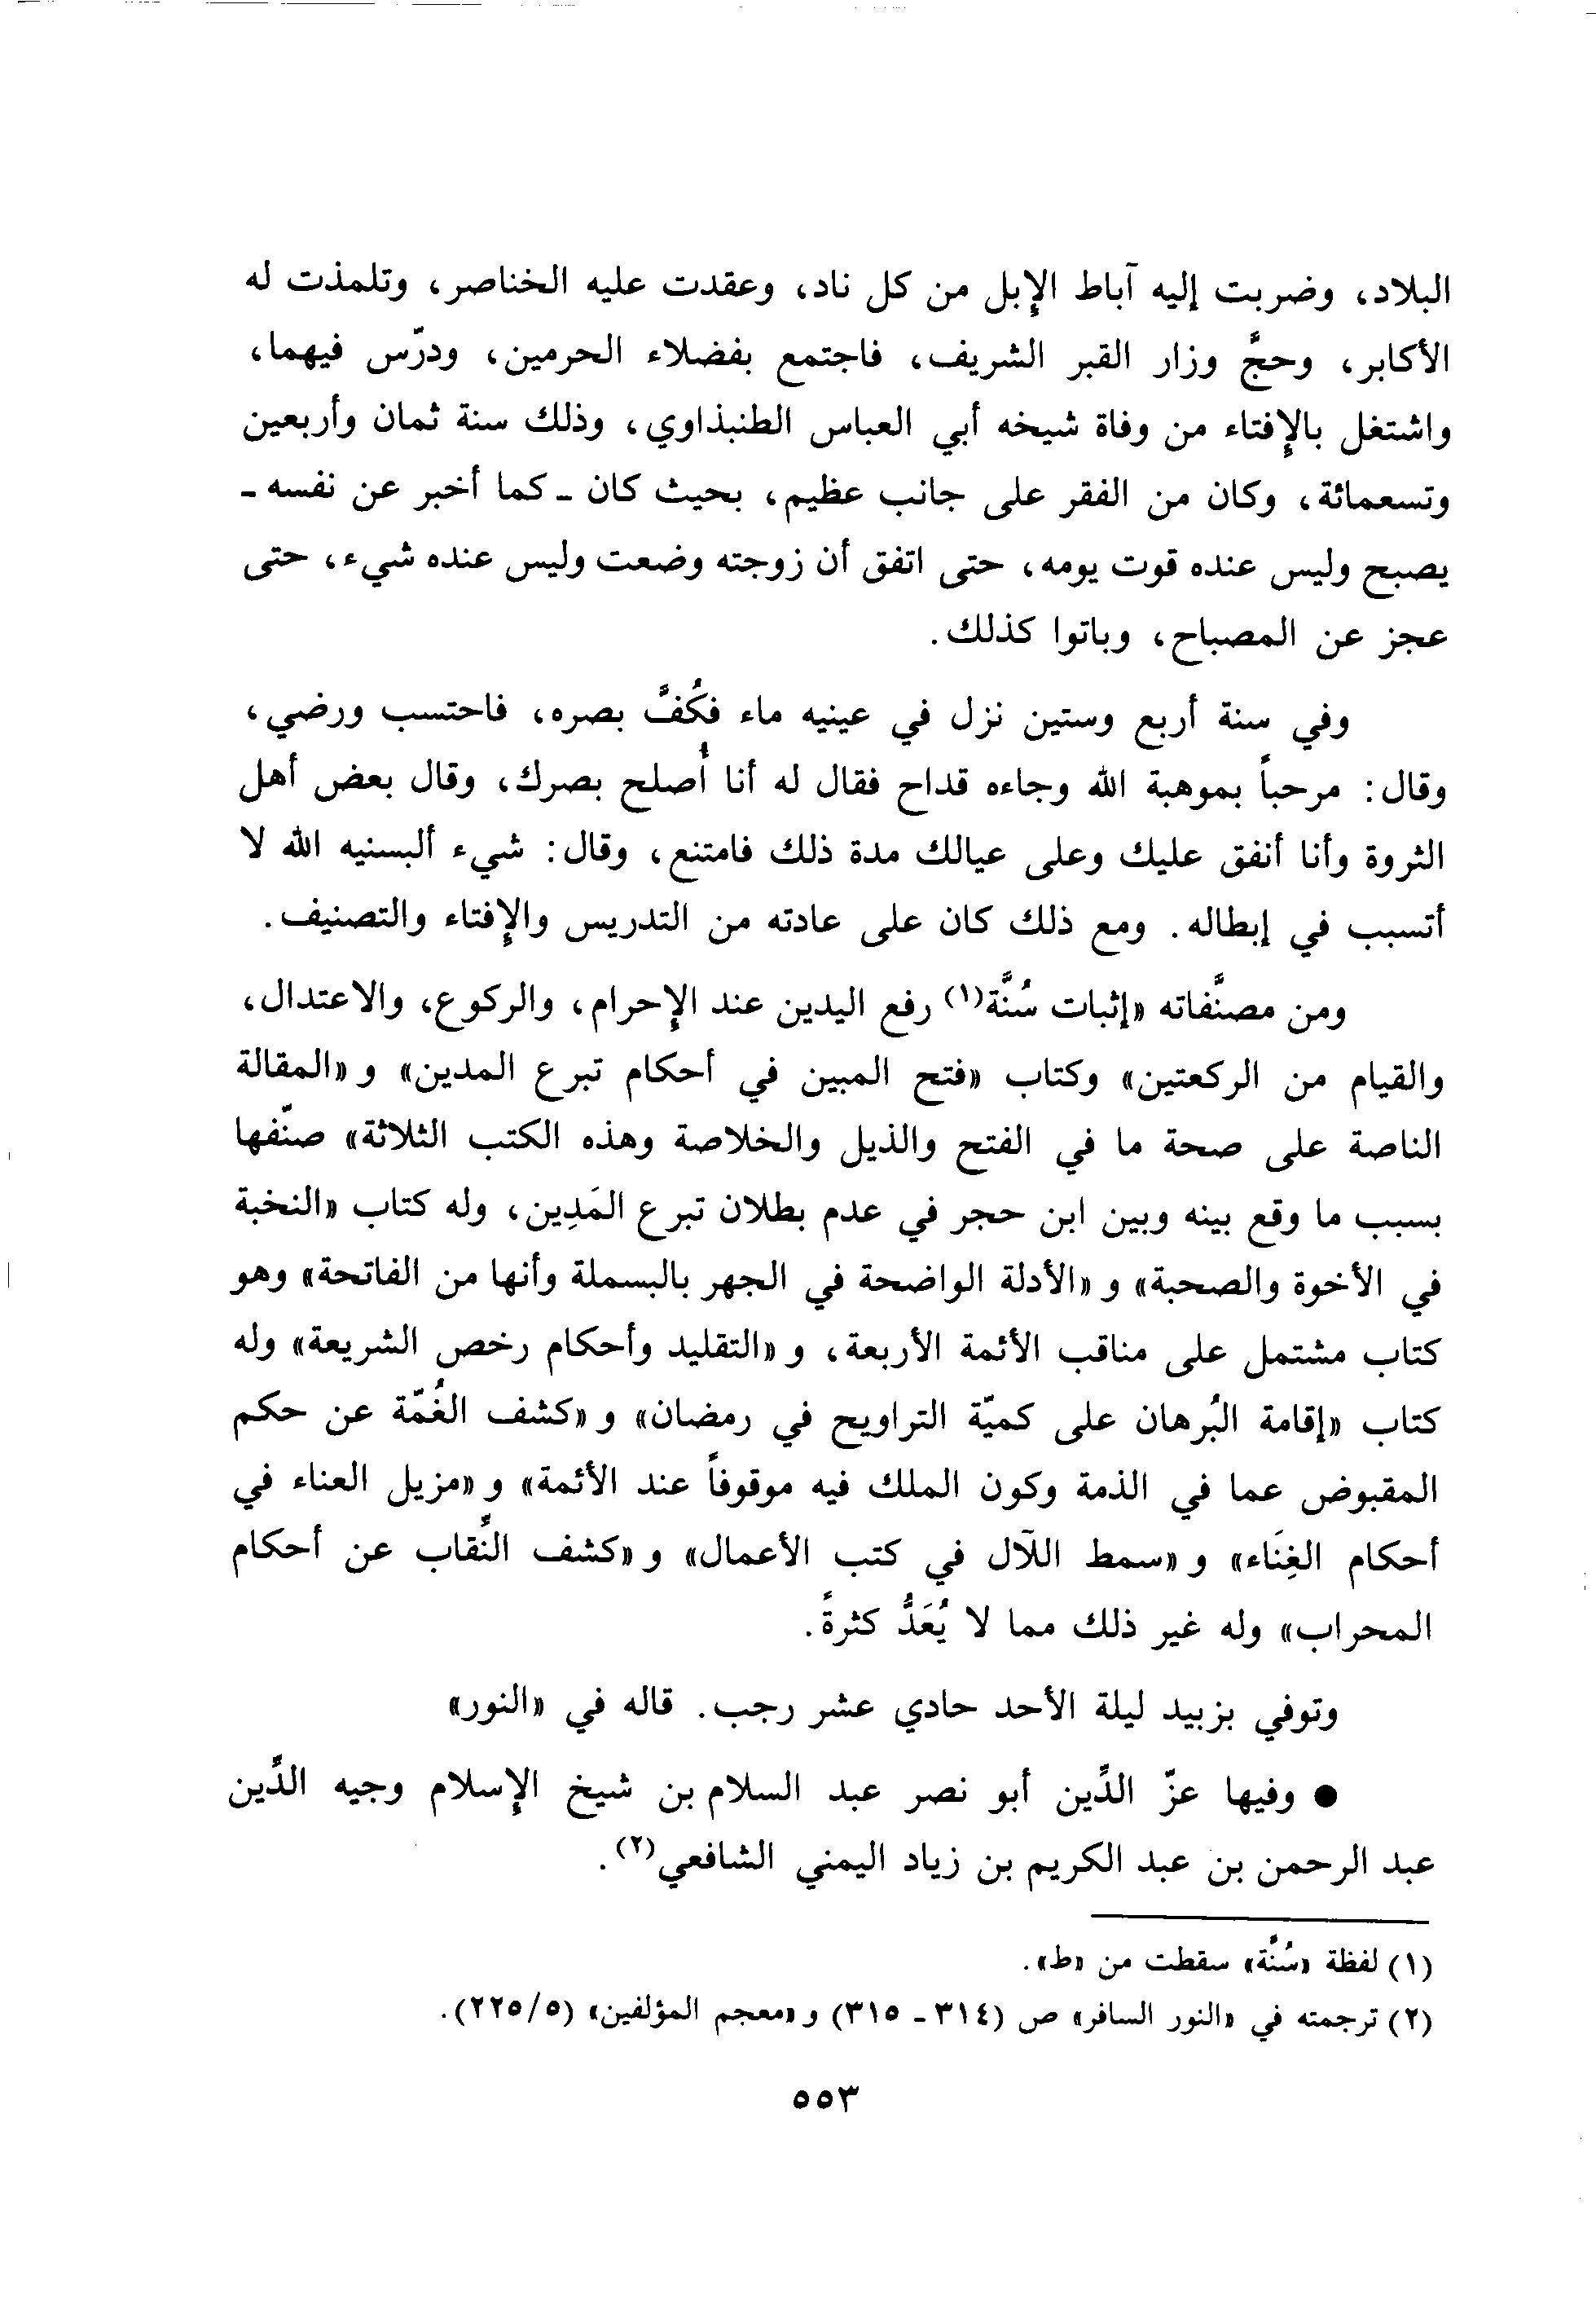 البلاد، وضربت إليه آباط الإبل من كل ناد، وعقدت عليه الخناصر، وتلمذت له
الأكابر، وحجَّ وزار القبر الشريف، فاجتمع بفضلاء الحرمين، ودرّس فيهما،
واشتغل بالإفتاء من وفاة شيخه أبي العباس الطنبذاوي، وذلك سنة ثمان وأربعين
وتسعمائة، وكان من الفقر على جانب عظيم، بحيث كان ـ كما أخبر عن نفسه ـ
يصبح وليس عنده قوت يومه، حتى اتفق أن زوجته وضعت وليس عنده شيء، حتى
عجز عن المصباح، وباتوا كذلك.
وفي سنة أربع وستين نزل في عينيه ماء فكُفَّ بصره، فاحتسب ورضي،
وقال: مرحباً بموهبة الله وجاءه قداح فقال له أنا أُصلح بصرك، وقال بعض أهل
الثروة وأنا أنفق عليك وعلى عيالك مدة ذلك فامتنع، وقال: شيء ألبسنيه الله لا
أتسبب في إبطاله. ومع ذلك كان على عادته من التدريس والإفتاء والتصنيف.
ومن مصنَّفاته «إثبات سُنَّة(١) رفع اليدين عند الإحرام، والركوع، والاعتدال،
والقيام من الركعتين» وكتاب «فتح المبين في أحكام تبرع المدين» و «المقالة
الناصة على صحة ما في الفتح والذيل والخلاصة وهذه الكتب الثلاثة» صنّفها
بسبب ما وقع بينه وبين ابن حجر في عدم بطلان تبرع المَدِين، وله كتاب «النخبة
في الأخوة والصحبة» و «الأدلة الواضحة في الجهر بالبسملة وأنها من الفاتحة» وهو
كتاب مشتمل على مناقب الأئمة الأربعة، و «التقليد وأحكام رخص الشريعة» وله
كتاب «إقامة البُرهان على كميّة التراويح في رمضان» و «كشف الغُمّة عن حكم
المقبوض عما في الذمة وكون الملك فيه موقوفاً عند الأئمة» و «مزيل العناء في
أحكام الغِنَاء» و «سمط اللآل في كتب الأعمال» و «كشف النِّقاب عن أحكام
المحراب» وله غير ذلك مما لا يُعَدُّ كثرةً.
وتوفي بزبيد ليلة الأحد حادي عشر رجب. قاله في «النور»
● وفيها عزّ الدِّين أبو نصر عبد السلام بن شيخ الإسلام وجيه الدِّين
عبد الرحمن بن عبد الكريم بن زياد اليمني الشافعي(٢).
(١) لفظة «سُنَّة» سقطت من «ط».
(٢) ترجمته في «النور السافر» ص (٣١٤ ـ ٣١٥) و «معجم المؤلفين» (٢٢٥/٥).
٥٥٣